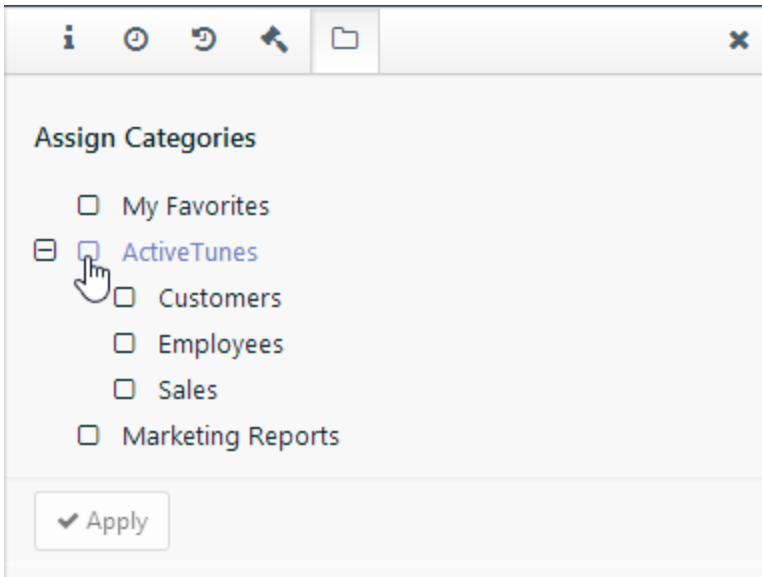 Assign Categories
My Favorites
ActiveTunes
Customers
Employees
Sales
Marketing Reports
Apply